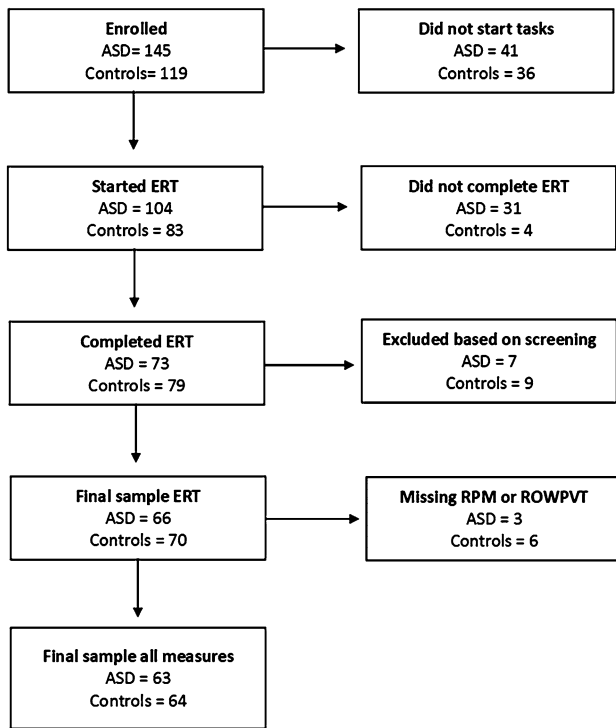 Enrolled
ASD= 145
Controls= 119
Did not start tasks
ASD = 41
Controls = 36
Started ERT
ASD = 104
Controls = 83
Did not complete ERT
ASD = 31
Controls = 4
Completed ERT
ASD = 73
Controls = 79
Excluded based on screening
ASD = 7
Controls = 9
Final sample ERT
ASD = 66
Controls = 70
Missing RPM or ROWPVT
ASD = 3
Controls = 6
Final sample all measures
ASD = 63
Controls = 64